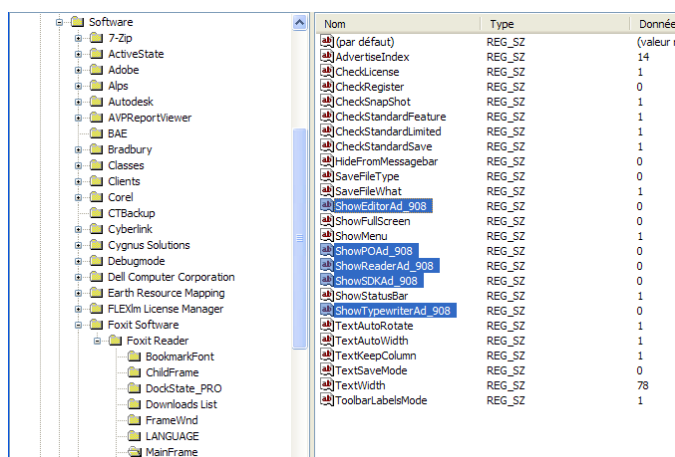 Software
7-Zip
ActiveState
Adobe
Alps
Autodesk
AVPReportViewer
BAE
Bradbury
Classes
Clients
Corel
CTBackup
Cyberlink
Cygnus Solutions
Debugmode
Dell Computer Corporation
Earth Resource Mapping
FLEXlm License Manager
Foxit Software
Foxit Reader
BookmarkFont
ChildFrame
DockState_PRO
Downloads List
FrameWnd
LANGUAGE
MainFrame
Nom Type Donnée
(par défaut) REG_SZ (valeur
AdvertiseIndex REG_SZ 14
CheckLicense REG_SZ 1
CheckRegister REG_SZ 0
CheckSnapShot REG_SZ 1
CheckStandardFeature REG_SZ 1
CheckStandardLimited REG_SZ 1
CheckStandardSave REG_SZ 1
HideFromMessagebar REG_SZ 0
SaveFileType REG_SZ 0
SaveFileWhat REG_SZ 1
ShowEditorAd_908 REG_SZ 0
ShowFullScreen REG_SZ 0
ShowMenu REG_SZ 1
ShowPOAd_908 REG_SZ 0
ShowReaderAd_908 REG_SZ 0
ShowSDKAd_908 REG_SZ 0
ShowStatusBar REG_SZ 1
ShowTypewriterAd_908 REG_SZ 0
TextAutoRotate REG_SZ 1
TextAutoWidth REG_SZ 1
TextKeepColumn REG_SZ 1
TextSaveMode REG_SZ 0
TextWidth REG_SZ 78
ToolbarLabelsMode REG_SZ 1